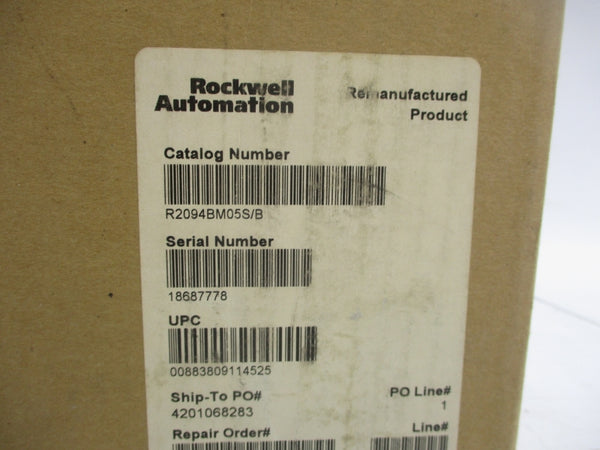 Rockwell
Automation
Remanufactured
Product
Catalog Number
R2094BM05S/B
Serial Number
18687778
UPC
00883809114525
Ship-To PO#
4201068283
PO Line#
1
Repair Order#
Line#